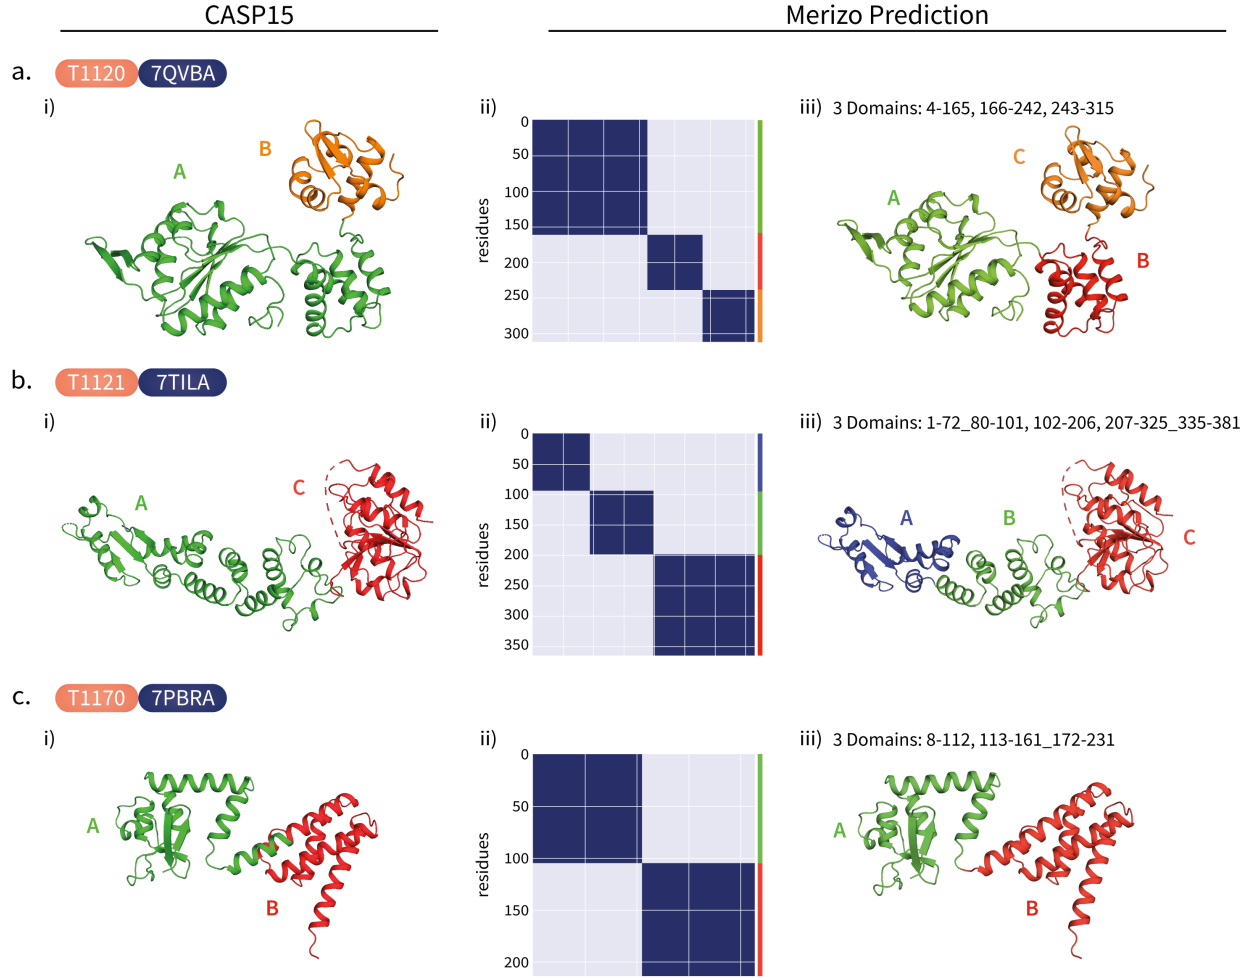 CASP15 Merizo Prediction
a. T1120 7QVBA
i) ii) iii) 3 Domains: 4-165, 166-242, 243-315
A B
residues
0
50
100
150
200
250
300
A C B
b. T1121 7TILA
i) ii) iii) 3 Domains: 1-72_80-101, 102-206, 207-325_335-381
A C
residues
0
50
100
150
200
250
300
350
A B C
c. T1170 7PBRA
i) ii) iii) 3 Domains: 8-112, 113-161_172-231
A B
residues
0
50
100
150
200
A B